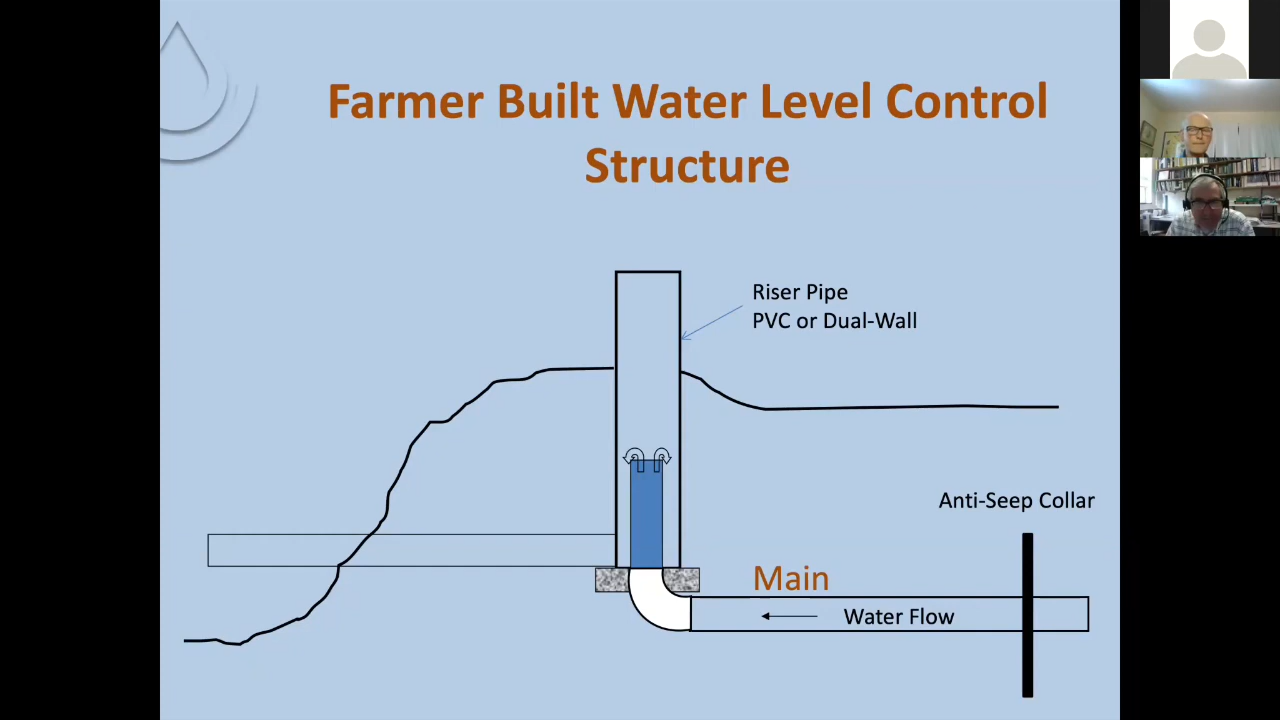 Farmer Built Water Level Control
Structure
Riser Pipe
PVC or Dual-Wall
Anti-Seep Collar
Main
Water Flow